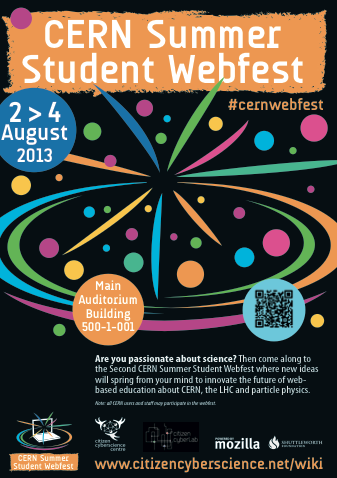 CERN Summer
Student Webfest
#cernwebfest
2 > 4
August
2013
Main
Auditorium
Building
500-1-001
Are you passionate about science? Then come along to
the Second CERN Summer Student Webfest where new ideas
will spring from your mind to innovate the future of web-
based education about CERN, the LHC and particle physics.
Note: all CERN users and staff may participate in the webfest.
CERN Summer
Student Webfest
citizen
cyberscience
centre
citizen
cyberlab
POWERED BY
mozilla
SHUTTLEWORTH
FOUNDATION
www.citizencyberscience.net/wiki